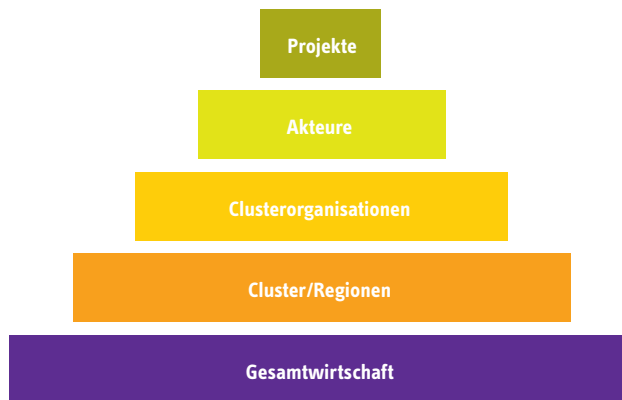 Projekte
Akteure
Clusterorganisationen
Cluster/Regionen
Gesamtwirtschaft